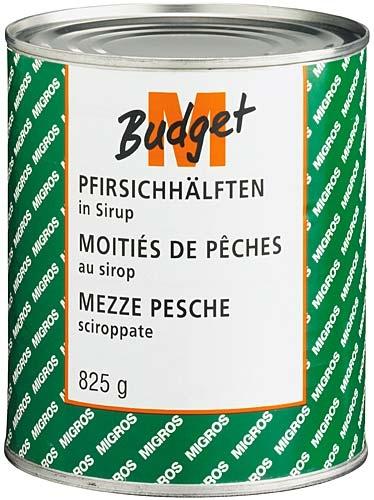 M
Budget
PFIRSICHHÄLFTEN
in Sirup
MOITIÉS DE PÊCHES
au sirop
MEZZE PESCHE
sciroppate
825 g
MIGROS